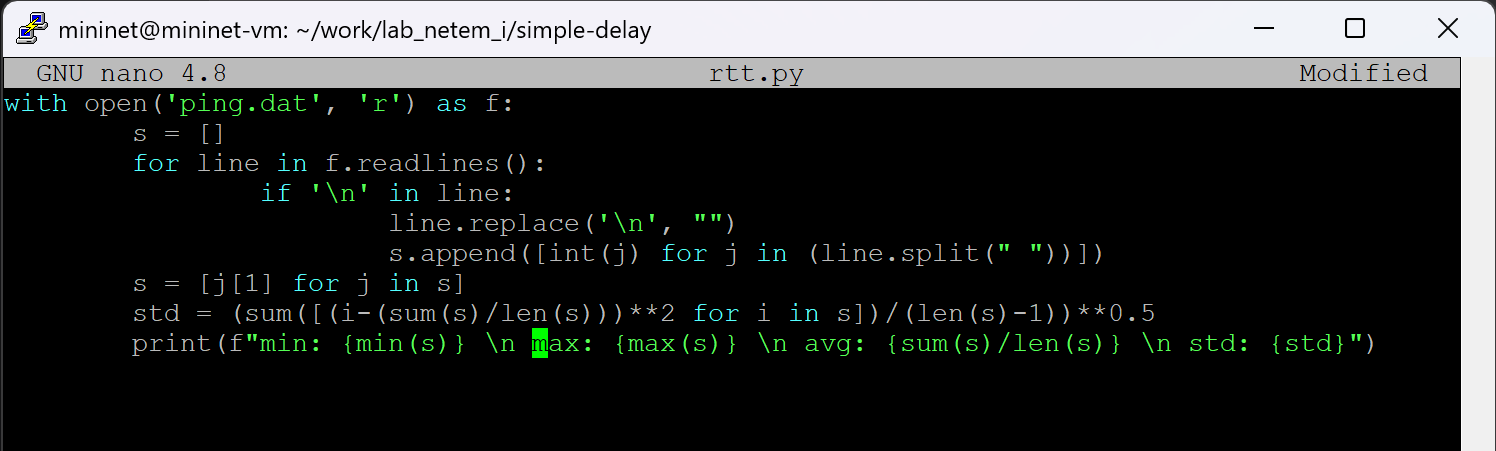 mininet@mininet-vm: ~/work/lab_netem_i/simple-delay
GNU nano 4.8 rtt.py Modified
with open('ping.dat', 'r') as f:
        s = []
        for line in f.readlines():
                if '\n' in line:
                        line.replace('\n', "")
                        s.append([int(j) for j in (line.split(" "))])
        s = [j[1] for j in s]
        std = (sum([(i-(sum(s)/len(s)))**2 for i in s])/(len(s)-1))**0.5
        print(f"min: {min(s)} \n max: {max(s)} \n avg: {sum(s)/len(s)} \n std: {std}")